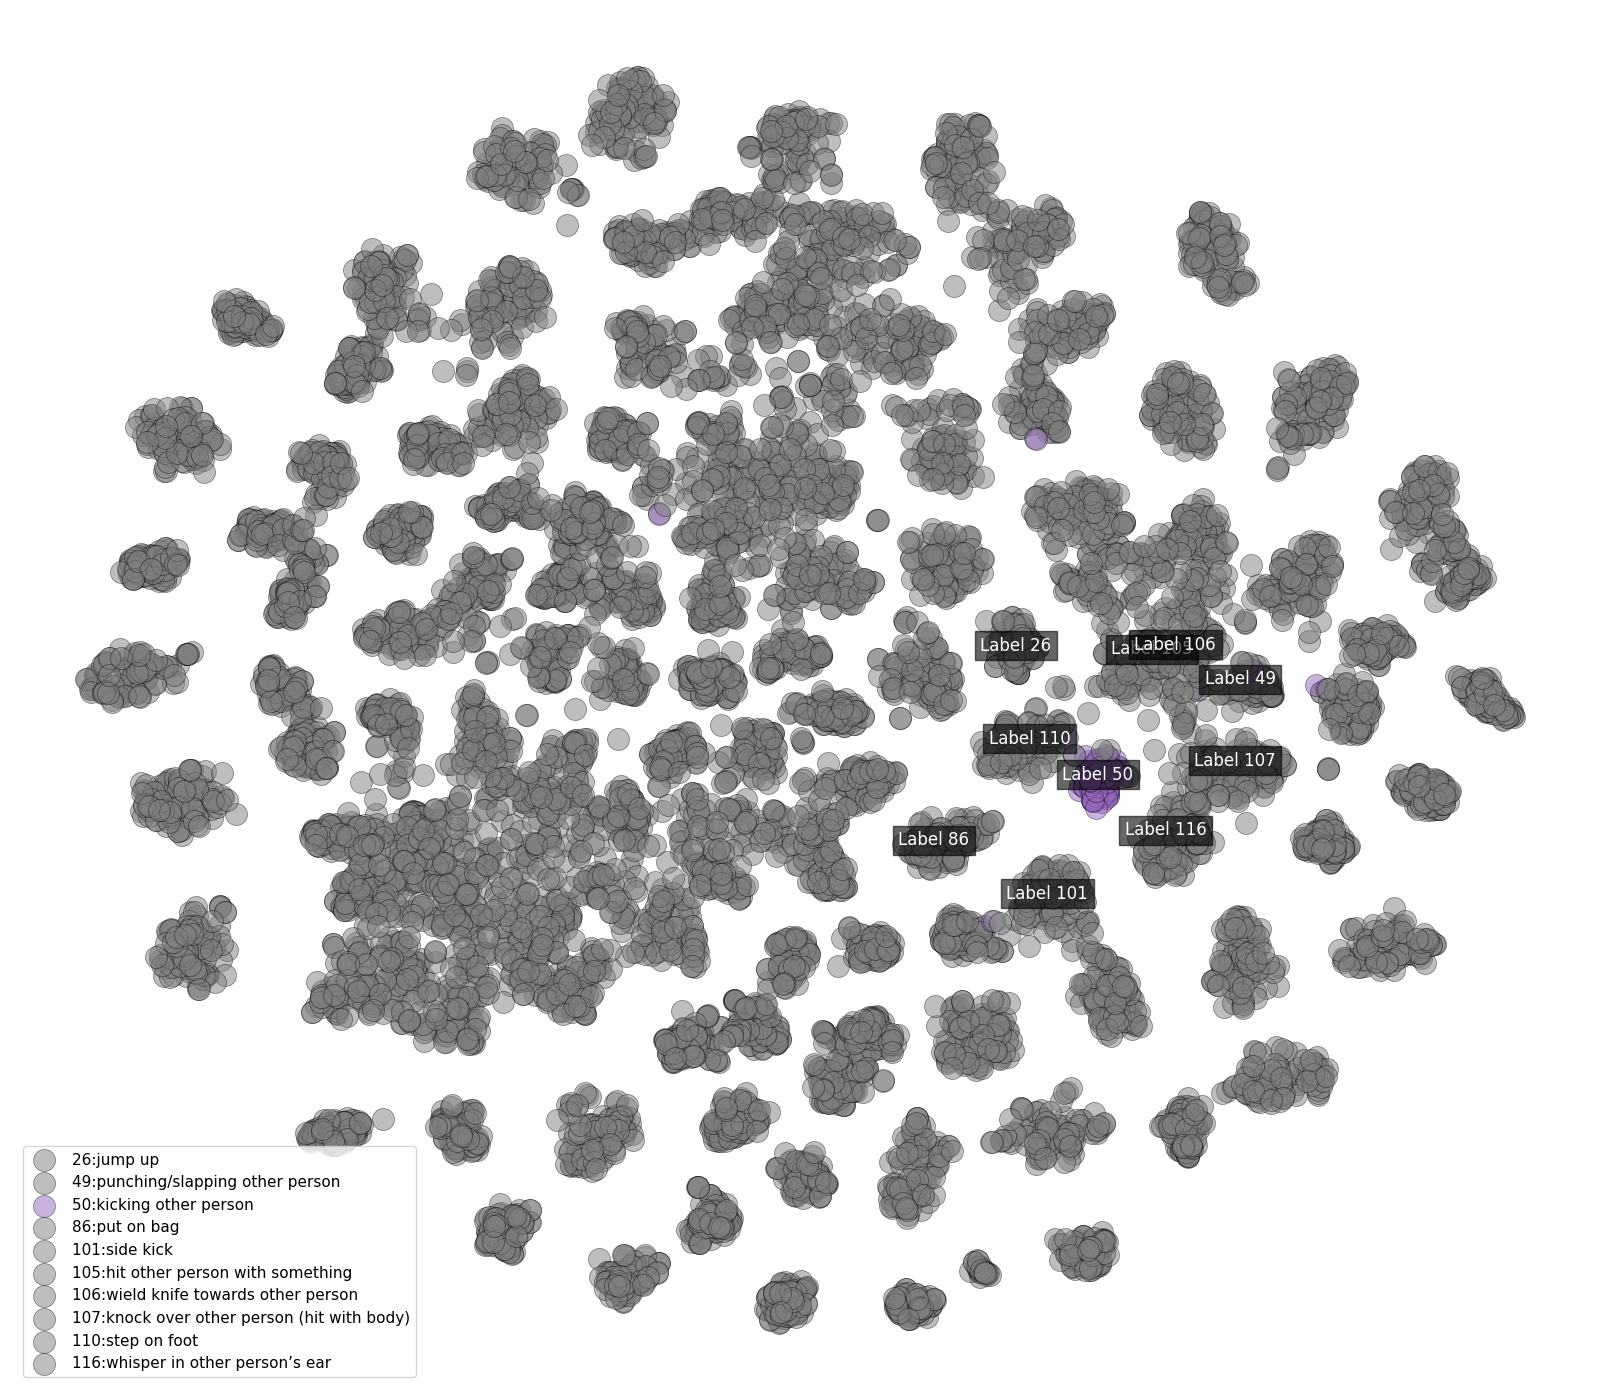 Label 26
Label 105
Label 106
Label 49
Label 110
Label 107
Label 50
Label 116
Label 86
Label 101
26:jump up
49:punching/slapping other person
50:kicking other person
86:put on bag
101:side kick
105:hit other person with something
106:wield knife towards other person
107:knock over other person (hit with body)
110:step on foot
116:whisper in other person’s ear